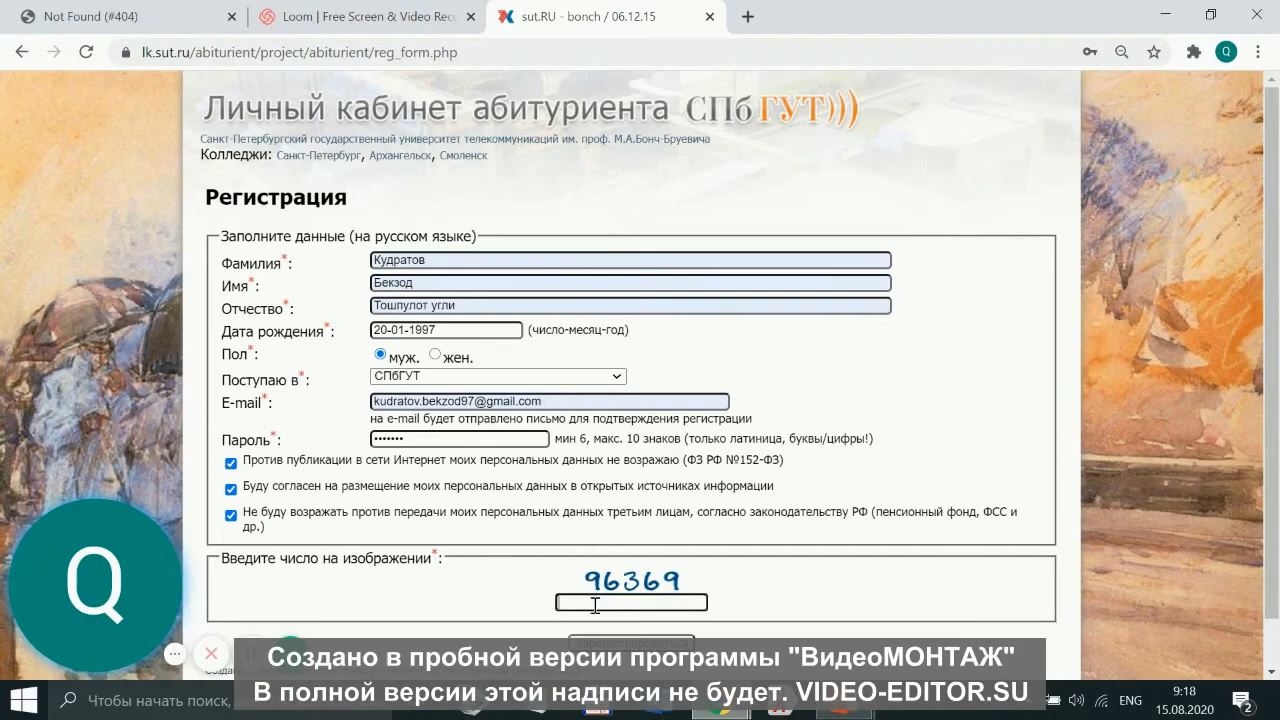 Not Found (#404)
Loom | Free Screen & Video Rec
sut.RU - bonch / 06.12.15
lk.sut.ru/abiturient/project/abiturient/reg_form.php
Q
Личный кабинет абитуриента СПбГУТ)))
Санкт-Петербургский государственный университет телекоммуникаций им. проф. М.А.Бонч-Бруевича
Колледжи: Санкт-Петербург, Архангельск, Смоленск
Регистрация
Заполните данные (на русском языке)
Фамилия*: Кудратов
Имя*: Бекзод
Отчество*: Тошпулот угли
Дата рождения*: 20-01-1997 (число-месяц-год)
Пол*: муж. жен.
Поступаю в*: СПбГУТ
E-mail*: kudratov.bekzod97@gmail.com
на e-mail будет отправлено письмо для подтверждения регистрации
Пароль*: ••••••• мин 6, макс. 10 знаков (только латиница, буквы/цифры!)
Против публикации в сети Интернет моих персональных данных не возражаю (ФЗ РФ №152-ФЗ)
Буду согласен на размещение моих персональных данных в открытых источниках информации
Не буду возражать против передачи моих персональных данных третьим лицам, согласно законодательству РФ (пенсионный фонд, ФСС и
др.)
Введите число на изображении*:
96369
Q
Создано в пробной версии программы "ВидеоМОНТАЖ"
В полной версии этой надписи не будет. VIDEO-EDITOR.SU
Чтобы начать поиск,
ENG
9:18
15.08.2020
2